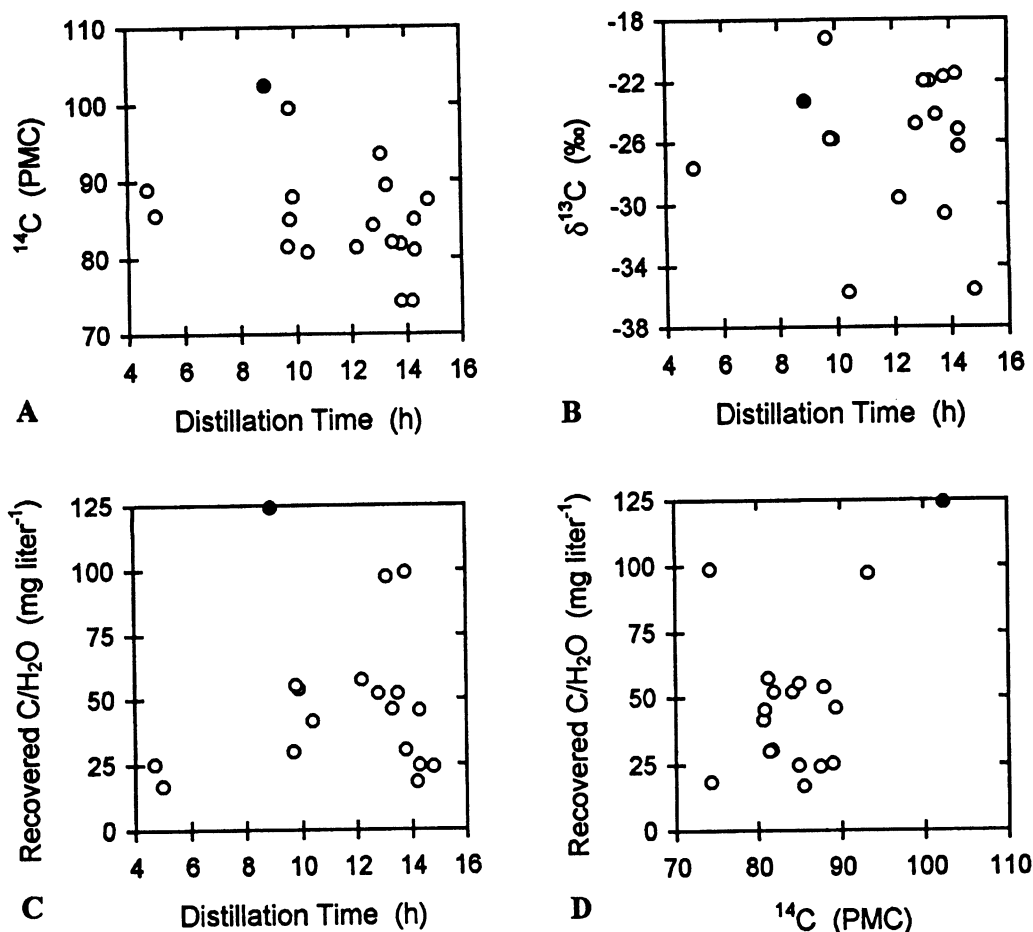 110
100
90
80
70
¹⁴C (PMC)
4 6 8 10 12 14 16
A Distillation Time (h)
-18
-22
-26
-30
-34
-38
δ¹³C (‰)
4 6 8 10 12 14 16
B Distillation Time (h)
125
100
75
50
25
0
Recovered C/H₂O (mg liter⁻¹)
4 6 8 10 12 14 16
C Distillation Time (h)
125
100
75
50
25
0
Recovered C/H₂O (mg liter⁻¹)
70 80 90 100 110
D ¹⁴C (PMC)